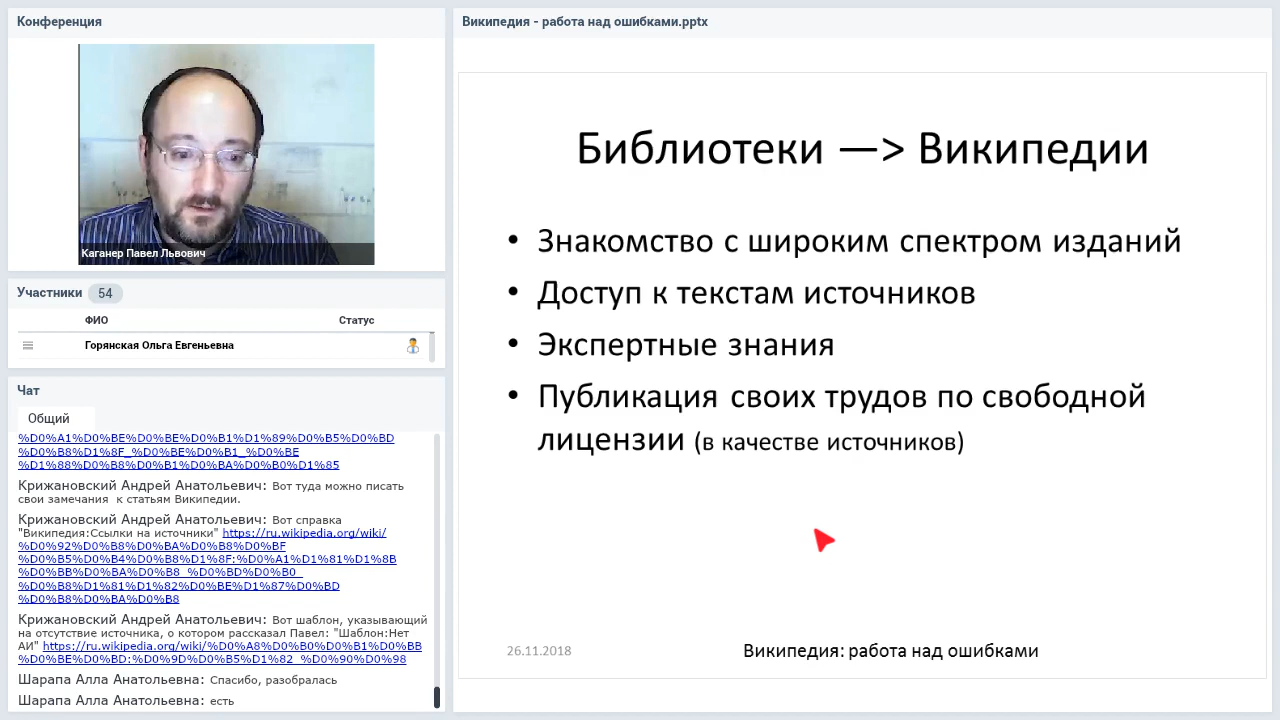 Конференция
Каганер Павел Львович
Участники 54
ФИО Статус
Горянская Ольга Евгеньевна
Чат
Общий
%D0%A1%D0%BE%D0%BE%D0%B1%D1%89%D0%B5%D0%BD
%D0%B8%D1%8F_%D0%BE%D0%B1_%D0%BE
%D1%88%D0%B8%D0%B1%D0%BA%D0%B0%D1%85
Крижановский Андрей Анатольевич: Вот туда можно писать
свои замечания к статьям Википедии.
Крижановский Андрей Анатольевич: Вот справка
"Википедия:Ссылки на источники" https://ru.wikipedia.org/wiki/
%D0%92%D0%B8%D0%BA%D0%B8%D0%BF
%D0%B5%D0%B4%D0%B8%D1%8F:%D0%A1%D1%81%D1%8B
%D0%BB%D0%BA%D0%B8_%D0%BD%D0%B0_
%D0%B8%D1%81%D1%82%D0%BE%D1%87%D0%BD
%D0%B8%D0%BA%D0%B8
Крижановский Андрей Анатольевич: Вот шаблон, указывающий
на отсутствие источника, о котором рассказал Павел: "Шаблон:Нет
АИ" https://ru.wikipedia.org/wiki/%D0%A8%D0%B0%D0%B1%D0%BB
%D0%BE%D0%BD:%D0%9D%D0%B5%D1%82_%D0%90%D0%98
Шарапа Алла Анатольевна: Спасибо, разобралась
Шарапа Алла Анатольевна: есть
Википедия - работа над ошибками.pptx
Библиотеки —> Википедии
• Знакомство с широким спектром изданий
• Доступ к текстам источников
• Экспертные знания
• Публикация своих трудов по свободной
лицензии (в качестве источников)
26.11.2018
Википедия: работа над ошибками